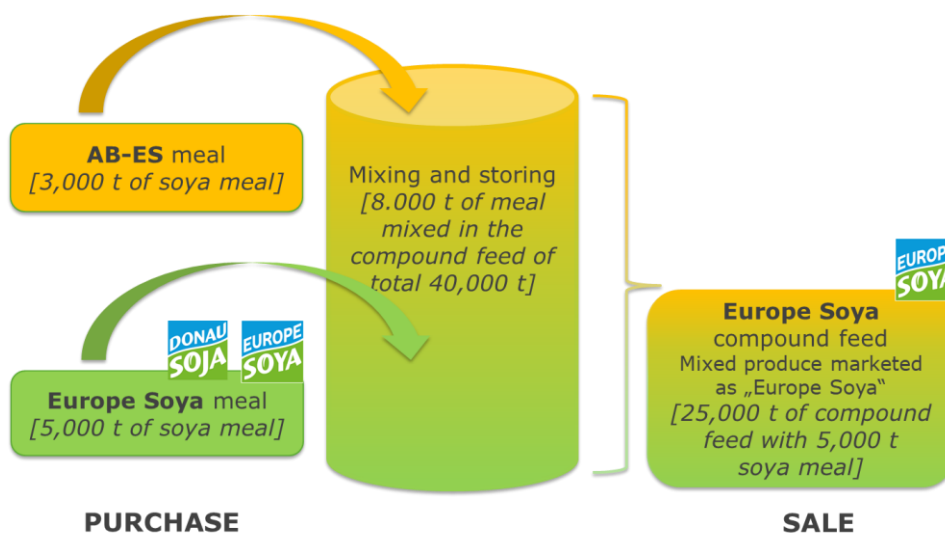 AB-ES meal
[3,000 t of soya meal]
Mixing and storing
[8.000 t of meal
mixed in the
compound feed of
total 40,000 t]
DONAU
SOJA
EUROPE
SOYA
Europe Soya meal
[5,000 t of soya meal]
EUROP
SOYA
Europe Soya
compound feed
Mixed produce marketed
as „Europe Soya“
[25,000 t of compound
feed with 5,000 t
soya meal]
PURCHASE
SALE